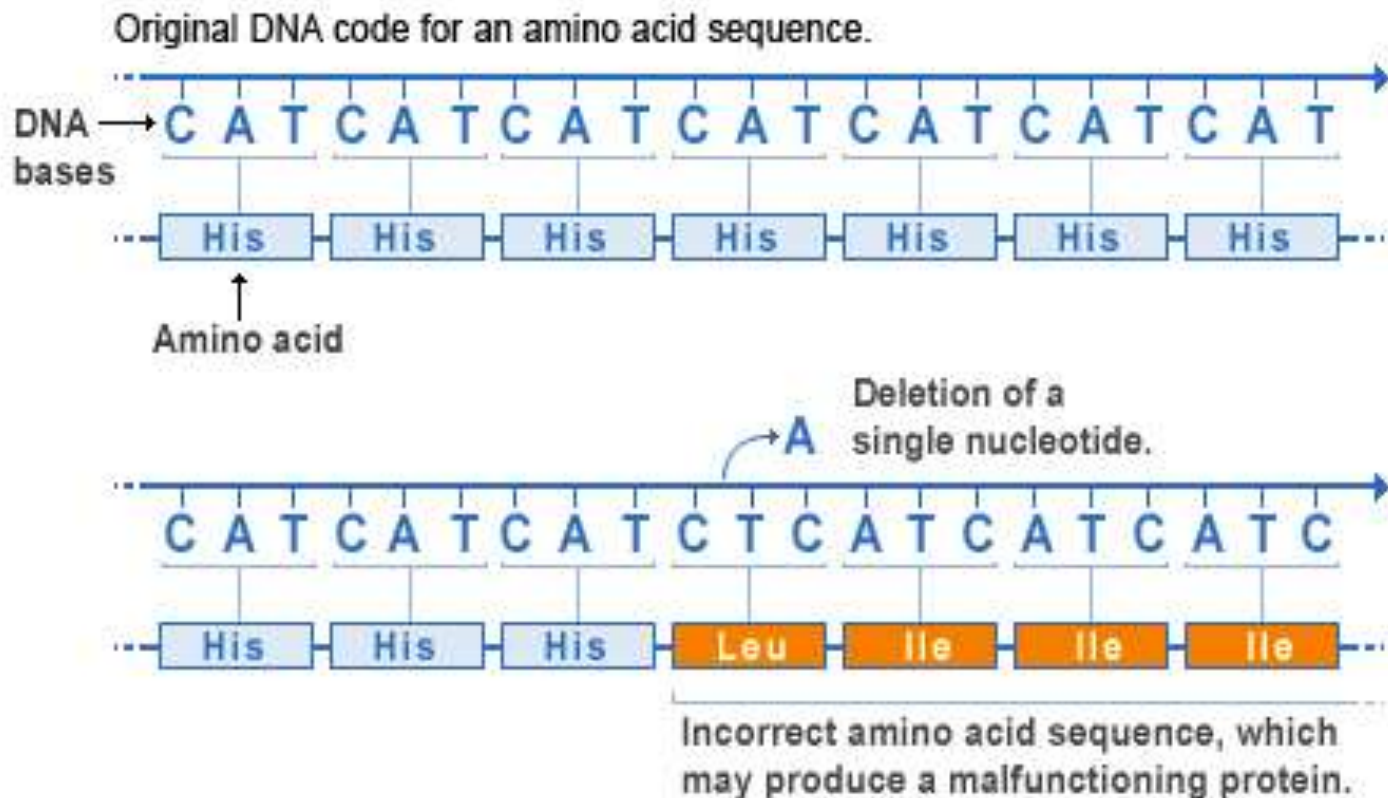 Original DNA code for an amino acid sequence.
DNA bases
C A T C A T C A T C A T C A T C A T C A T
His His His His His His His
Amino acid
A
Deletion of a
single nucleotide.
C A T C A T C A T C T C A T C A T C A T C
His His His Leu Ile Ile Ile
Incorrect amino acid sequence, which
may produce a malfunctioning protein.